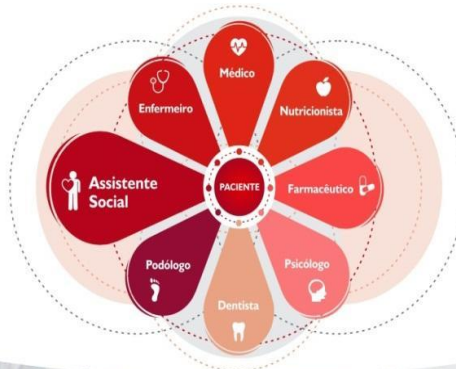 Médico
Enfermeiro
Nutricionista
Assistente
Social
PACIENTE
Farmacêutico
Podólogo
Psicólogo
Dentista